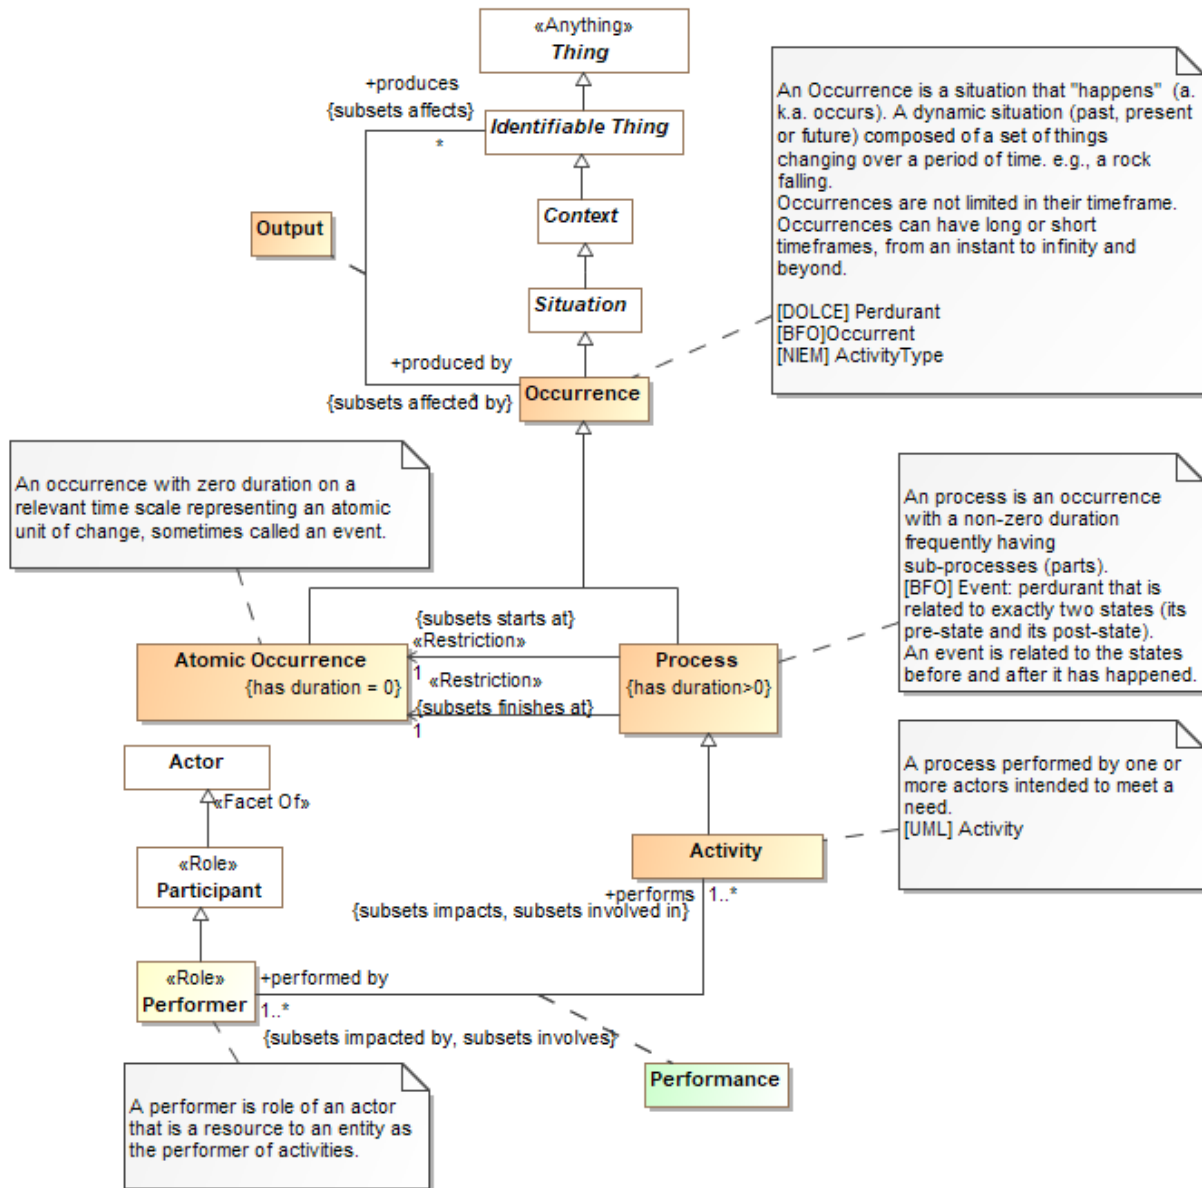 «Anything»
Thing
+produces
{subsets affects}
*
Identifiable Thing
An Occurrence is a situation that "happens"  (a.
k.a. occurs). A dynamic situation (past, present
or future) composed of a set of things
changing over a period of time. e.g., a rock
falling.
Occurrences are not limited in their timeframe.
Occurrences can have long or short
timeframes, from an instant to infinity and
beyond.
[DOLCE] Perdurant
[BFO]Occurrent
[NIEM] ActivityType
Output
Context
Situation
+produced by
{subsets affected by}
*
Occurrence
An occurrence with zero duration on a
relevant time scale representing an atomic
unit of change, sometimes called an event.
An process is an occurrence
with a non-zero duration
frequently having
sub-processes (parts).
[BFO] Event: perdurant that is
related to exactly two states (its
pre-state and its post-state).
An event is related to the states
before and after it has happened.
{subsets starts at}
«Restriction»
1
Atomic Occurrence
{has duration = 0}
«Restriction»
{subsets finishes at}
1
Process
{has duration>0}
Actor
«Facet Of»
A process performed by one or
more actors intended to meet a
need.
[UML] Activity
«Role»
Participant
Activity
+performs
1..*
{subsets impacts, subsets involved in}
«Role»
Performer
+performed by
1..*
{subsets impacted by, subsets involves}
Performance
A performer is role of an actor
that is a resource to an entity as
the performer of activities.